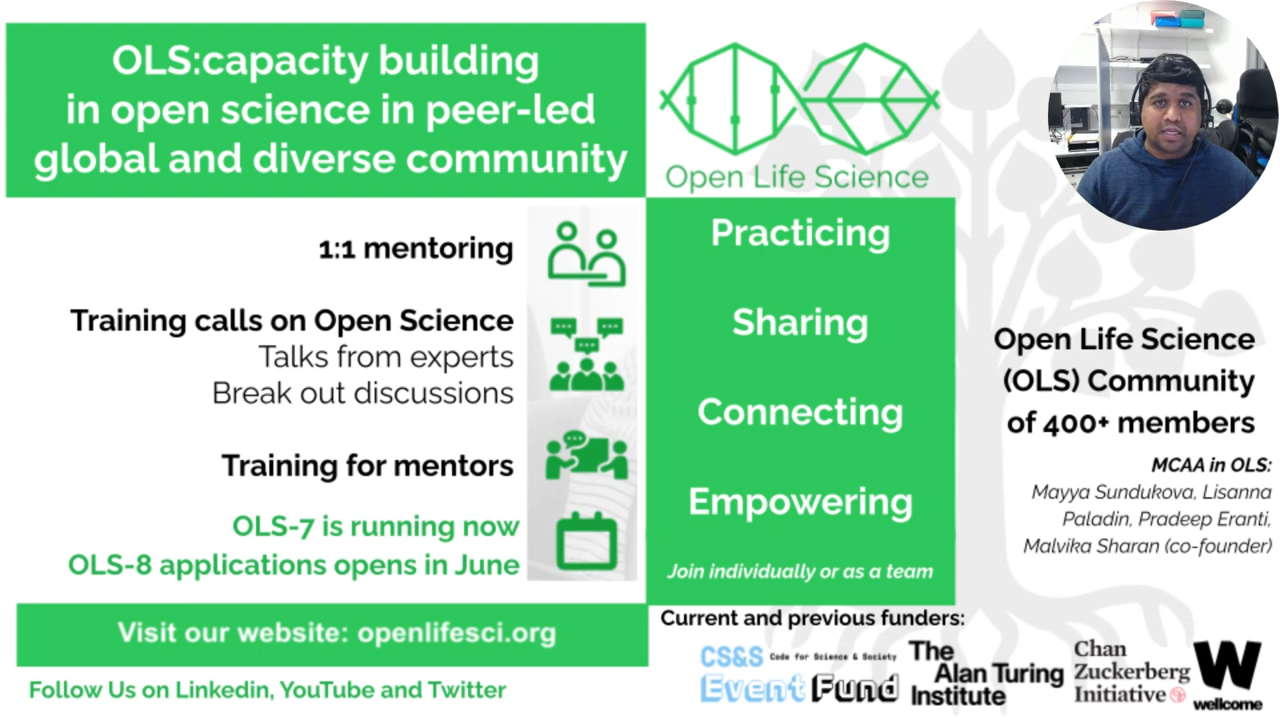 OLS:capacity building
in open science in peer-led
global and diverse community
Open Life Science
1:1 mentoring
Training calls on Open Science
Talks from experts
Break out discussions
Training for mentors
OLS-7 is running now
OLS-8 applications opens in June
Practicing
Sharing
Connecting
Empowering
Join individually or as a team
Open Life Science
(OLS) Community
of 400+ members
MCAA in OLS:
Mayya Sundukova, Lisanna
Paladin, Pradeep Eranti,
Malvika Sharan (co-founder)
Visit our website: openlifesci.org
Follow Us on Linkedin, YouTube and Twitter
Current and previous funders:
CS&S Code for Science & Society
Event Fund
The
Alan Turing
Institute
Chan
Zuckerberg
Initiative
W
wellcome